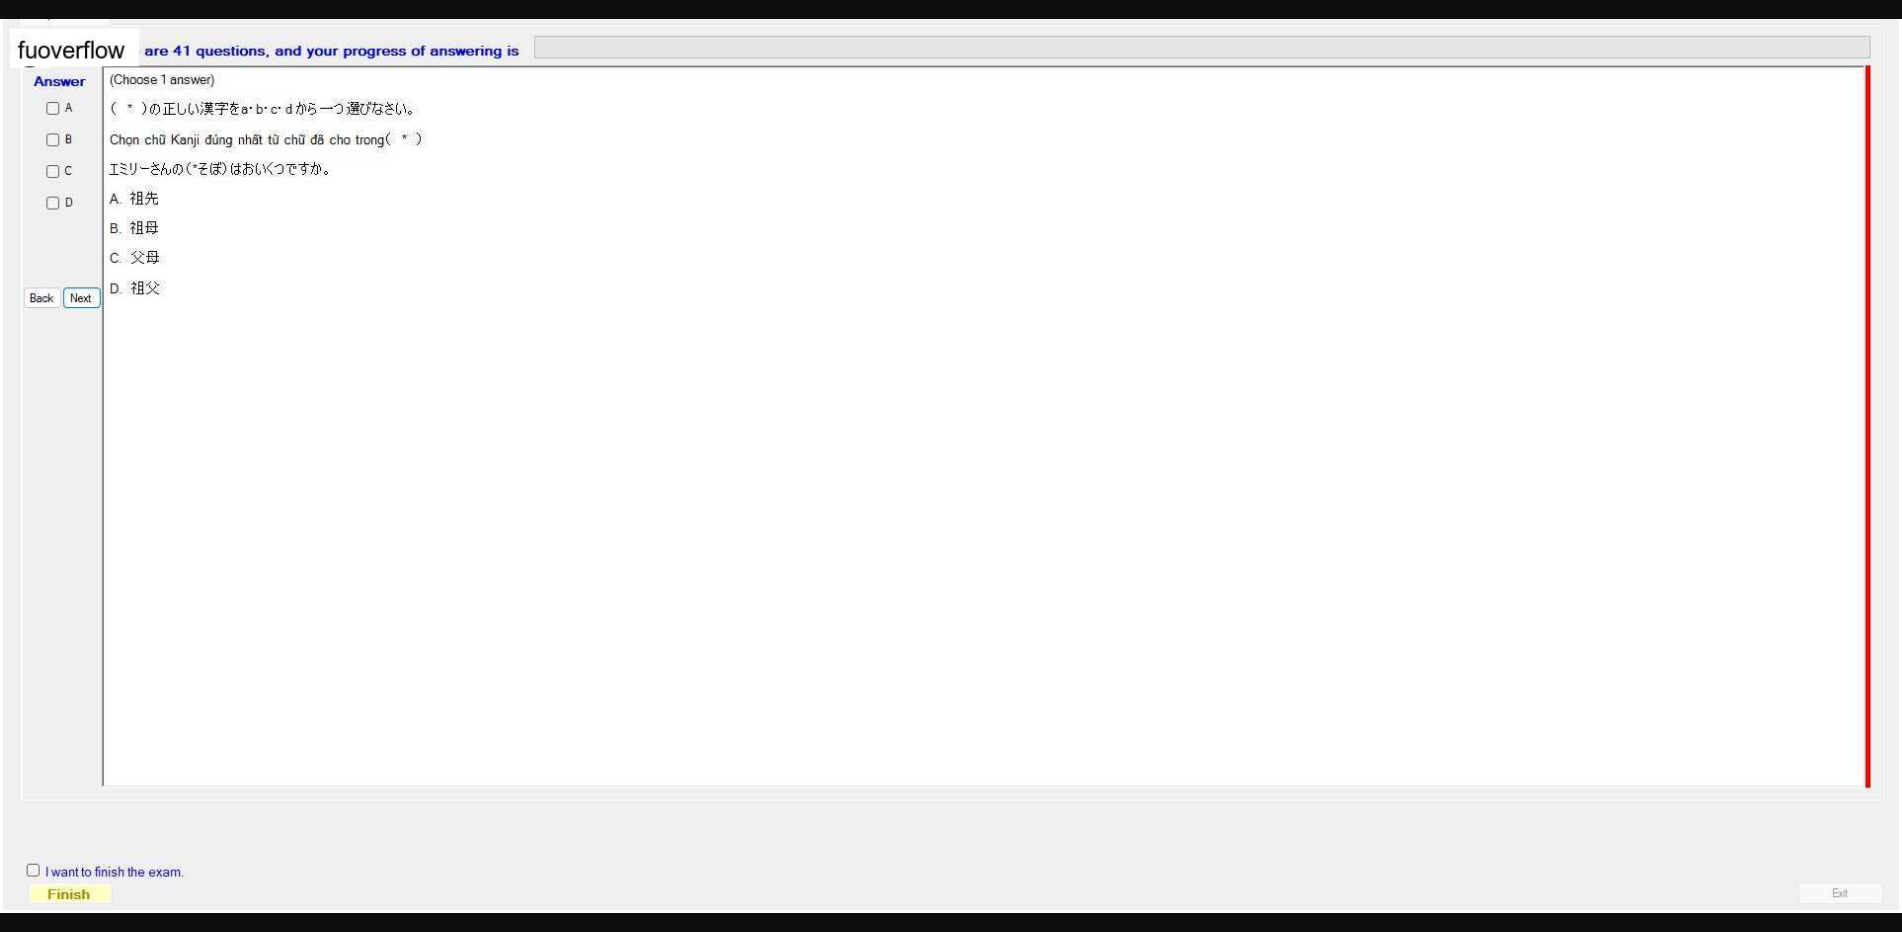 fuoverflow are 41 questions, and your progress of answering is
Answer
(Choose 1 answer)
A
( * )の正しい漢字をa・b・c・dから一つ選びなさい。
B
Chọn chữ Kanji đúng nhất từ chữ đã cho trong( * )
C
エミリーさんの(*そぼ)はおいくつですか。
D
A. 祖先
B. 祖母
C. 父母
D. 祖父
Back Next
I want to finish the exam.
Finish
Exit